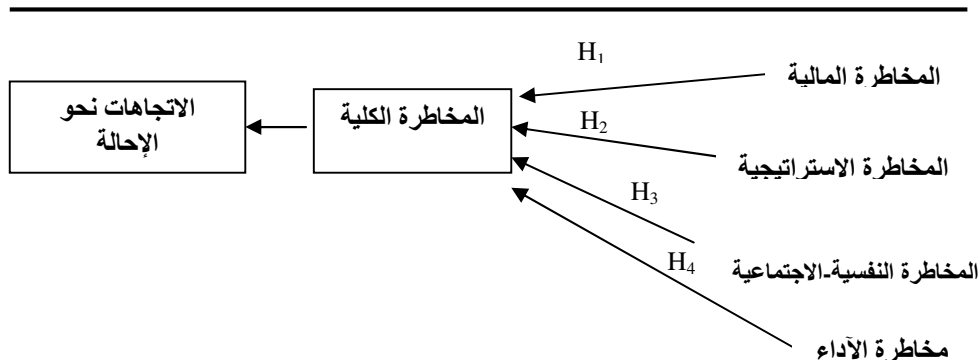 H1
المخاطرة المالية
الاتجاهات نحو
الإحالة
المخاطرة الكلية
H2
المخاطرة الاستراتيجية
H3
H4
المخاطرة النفسية-الاجتماعية
مخاطرة الآداء